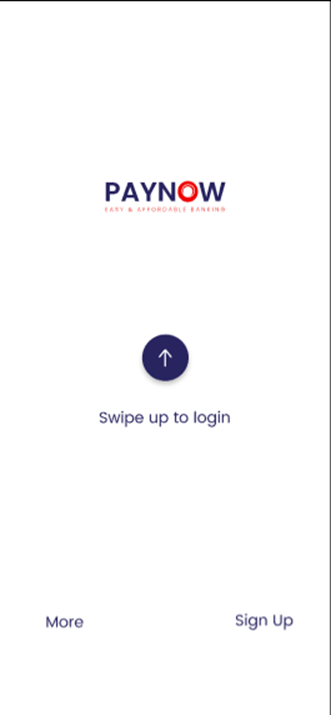 PAYNOW
EASY & AFFORDABLE BANKING
Swipe up to login
More
Sign Up